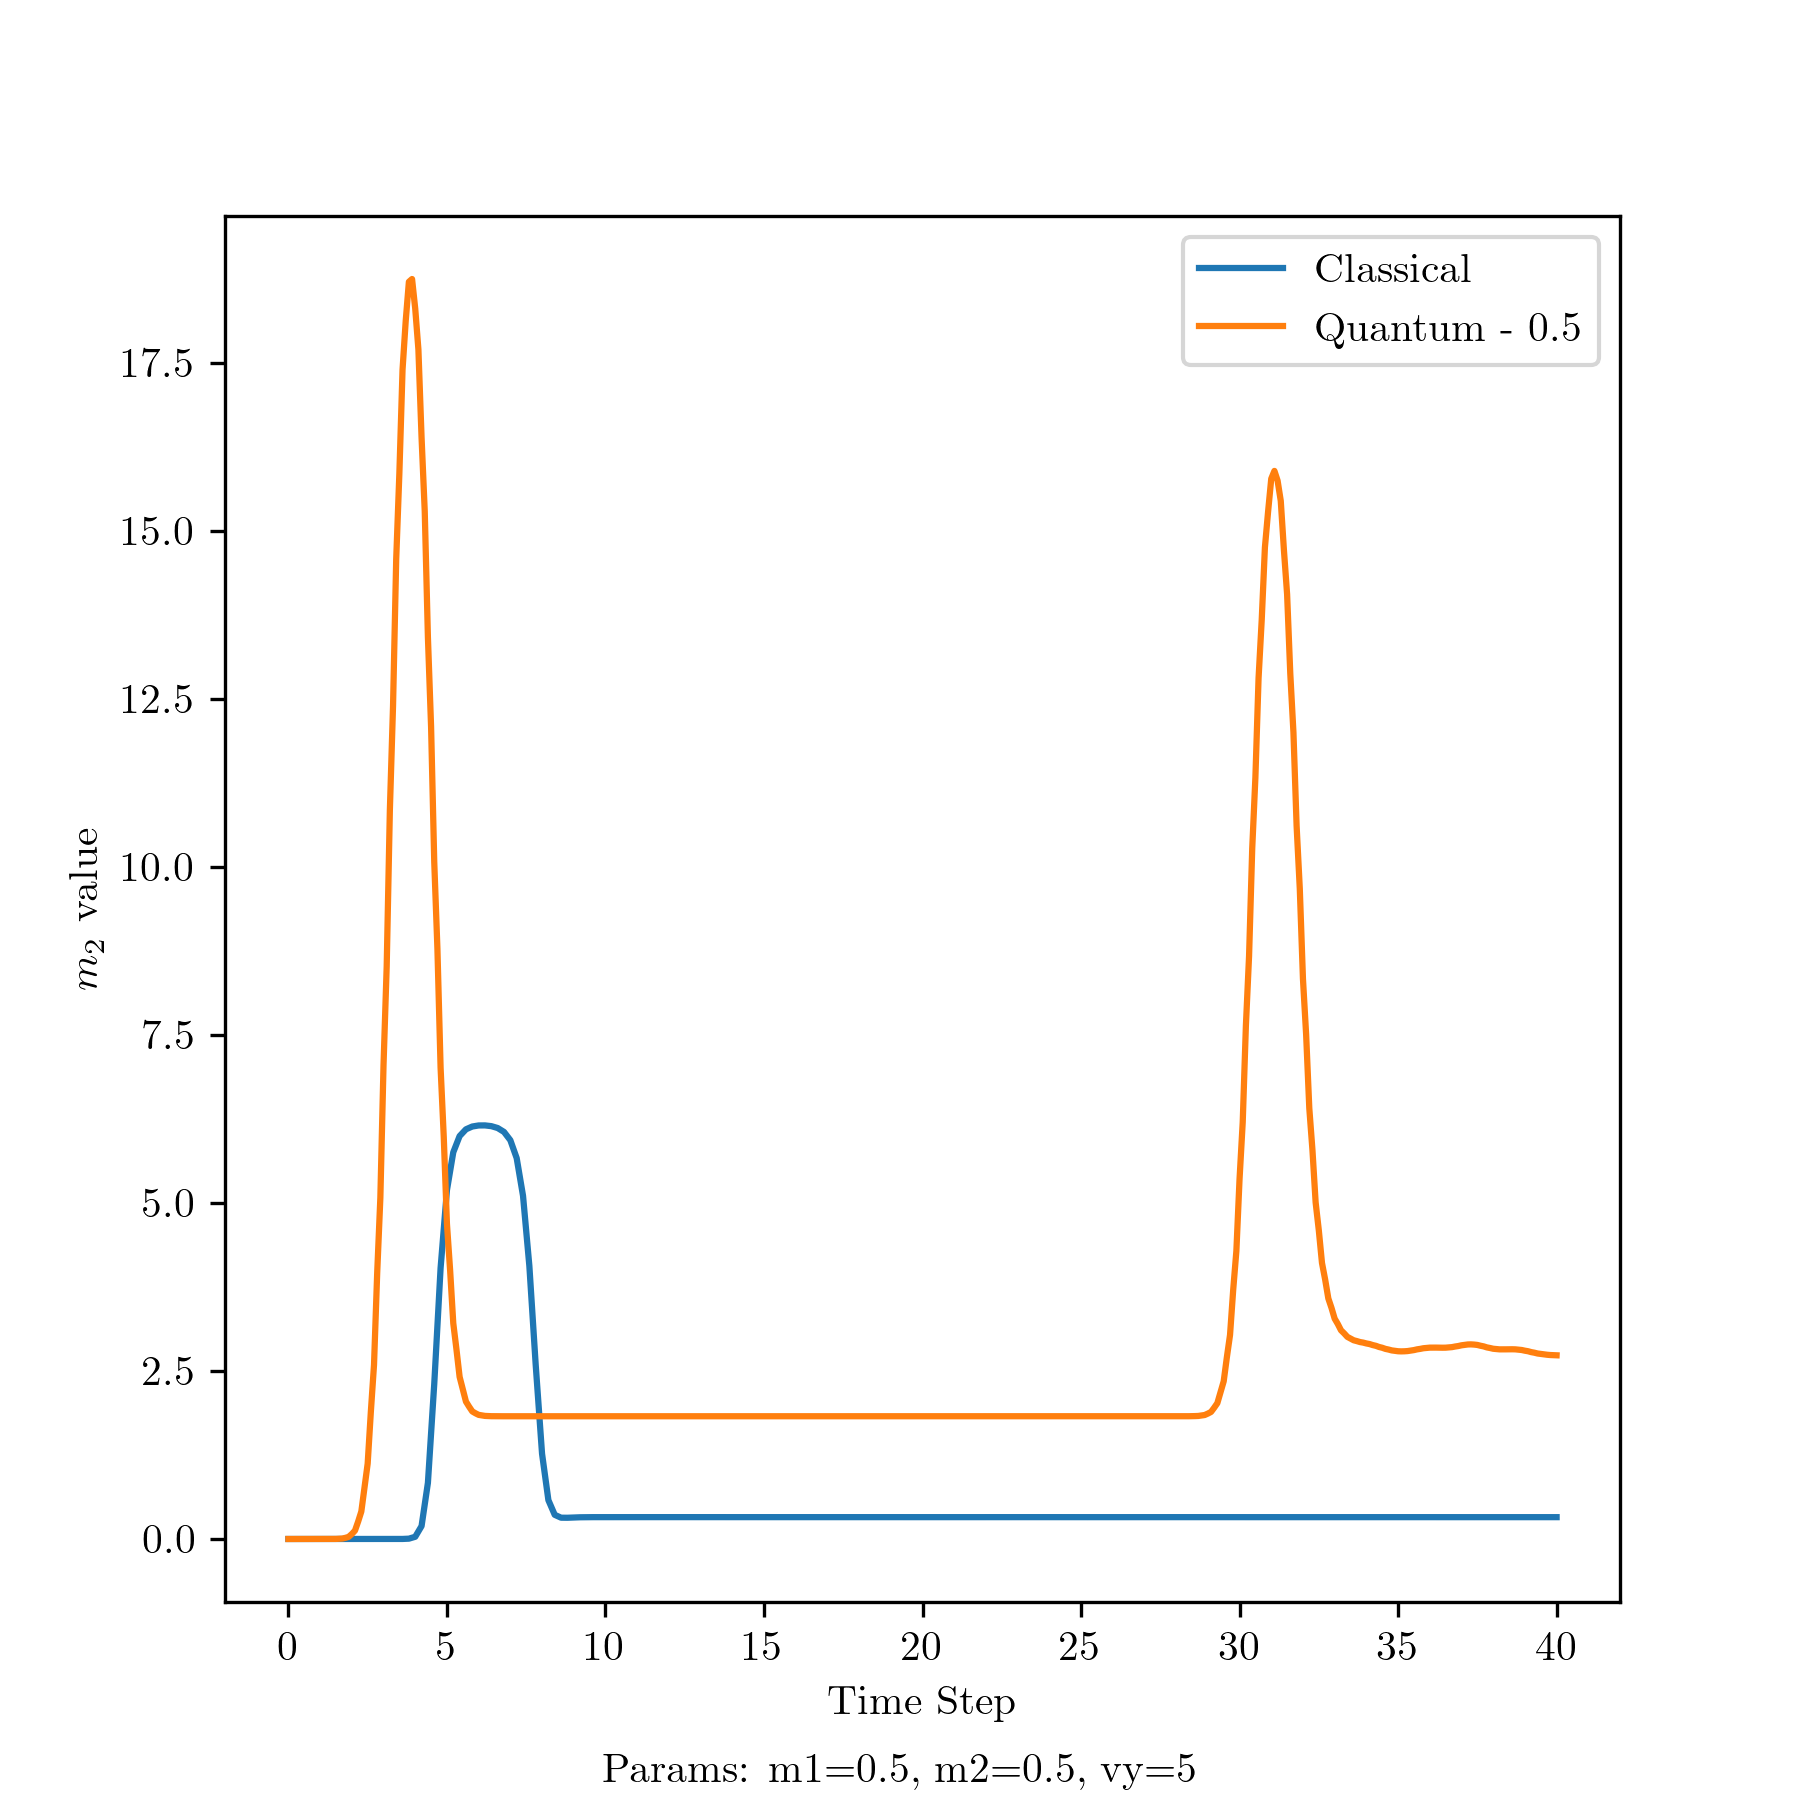 Classical
Quantum - 0.5
17.5
15.0
12.5
10.0
7.5
5.0
2.5
0.0
m₂ value
0 5 10 15 20 25 30 35 40
Time Step
Params: m1=0.5, m2=0.5, vy=5